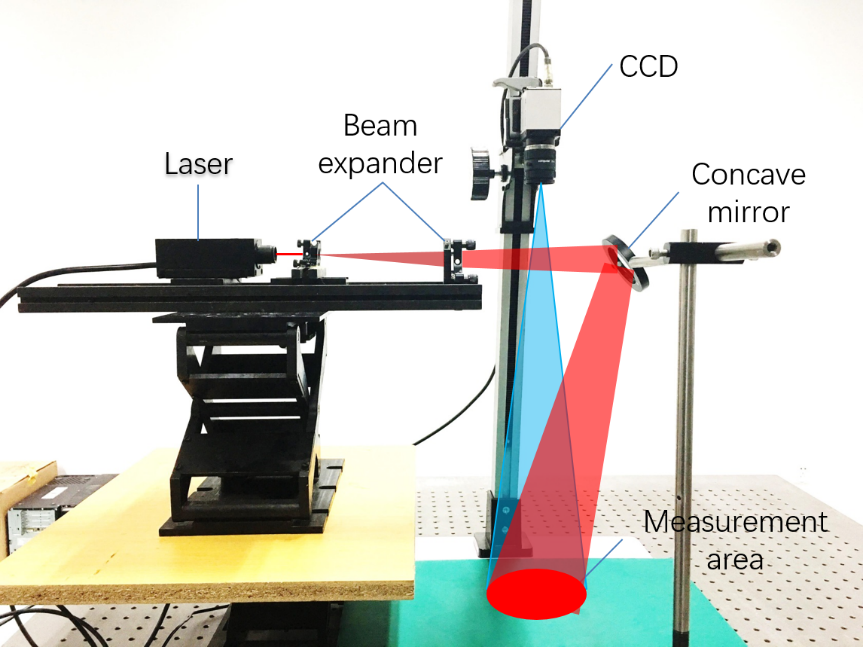 CCD
Beam
expander
Laser
Concave
mirror
Measurement
area